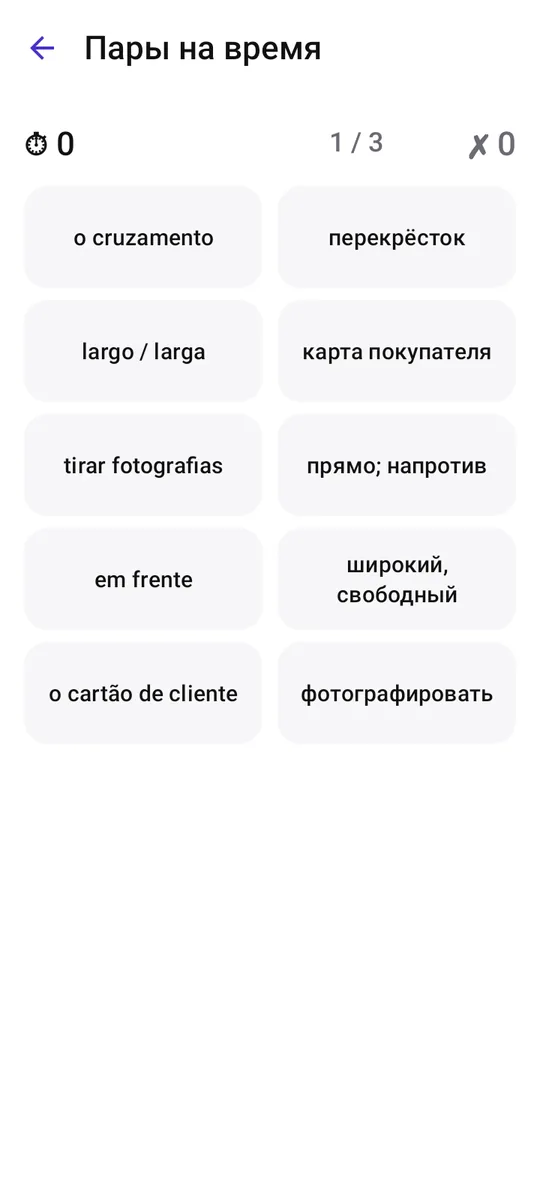 Пары на время
0
1 / 3
✗ 0
o cruzamento
перекрёсток
largo / larga
карта покупателя
tirar fotografias
прямо; напротив
em frente
широкий,
свободный
o cartão de cliente
фотографировать